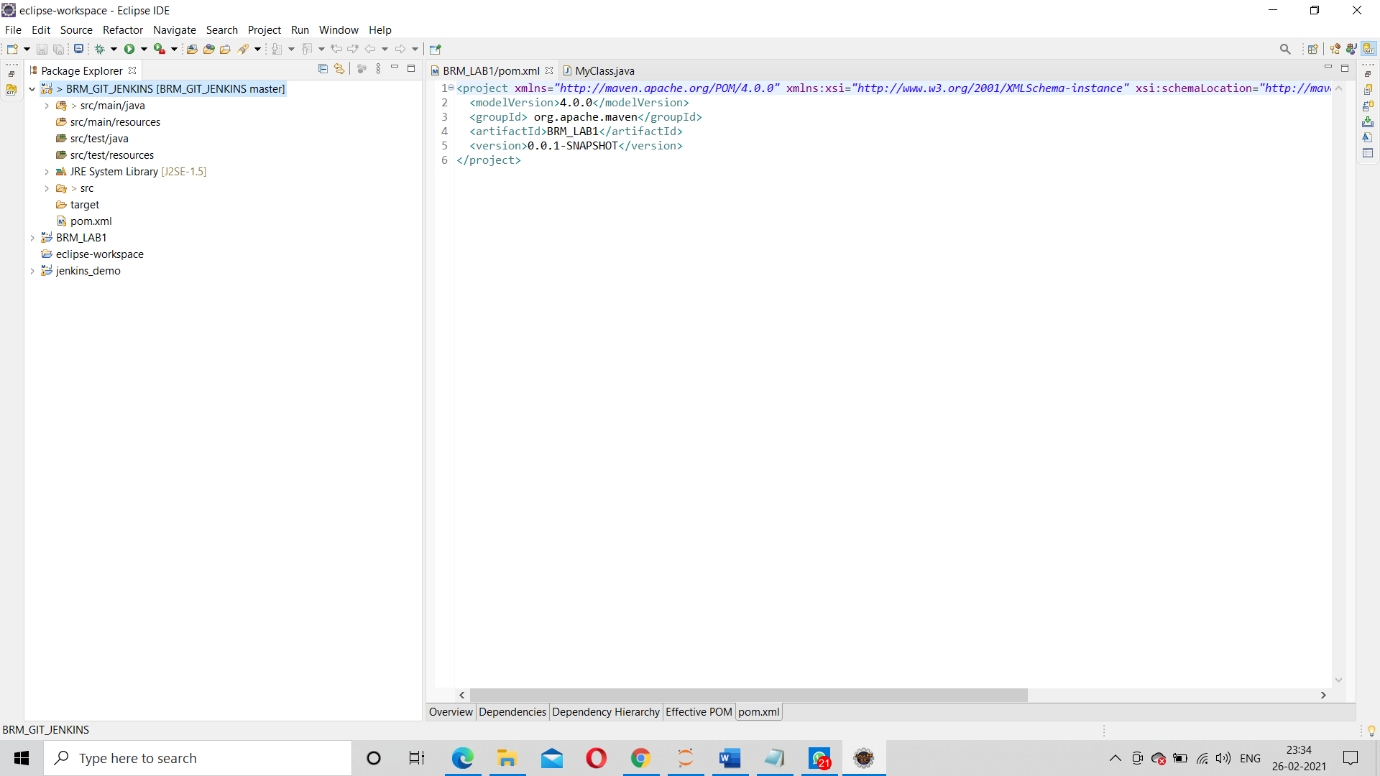 eclipse-workspace - Eclipse IDE
File Edit Source Refactor Navigate Search Project Run Window Help
Package Explorer
BRM_LAB1/pom.xml
MyClass.java
> BRM_GIT_JENKINS [BRM_GIT_JENKINS master]
> src/main/java
src/main/resources
src/test/java
src/test/resources
JRE System Library [J2SE-1.5]
> src
target
pom.xml
BRM_LAB1
eclipse-workspace
jenkins_demo
1 <project xmlns="http://maven.apache.org/POM/4.0.0" xmlns:xsi="http://www.w3.org/2001/XMLSchema-instance" xsi:schemaLocation="http://mav
2 <modelVersion>4.0.0</modelVersion>
3 <groupId> org.apache.maven</groupId>
4 <artifactId>BRM_LAB1</artifactId>
5 <version>0.0.1-SNAPSHOT</version>
6 </project>
Overview Dependencies Dependency Hierarchy Effective POM pom.xml
BRM_GIT_JENKINS
Type here to search
21
ENG
23:34
26-02-2021